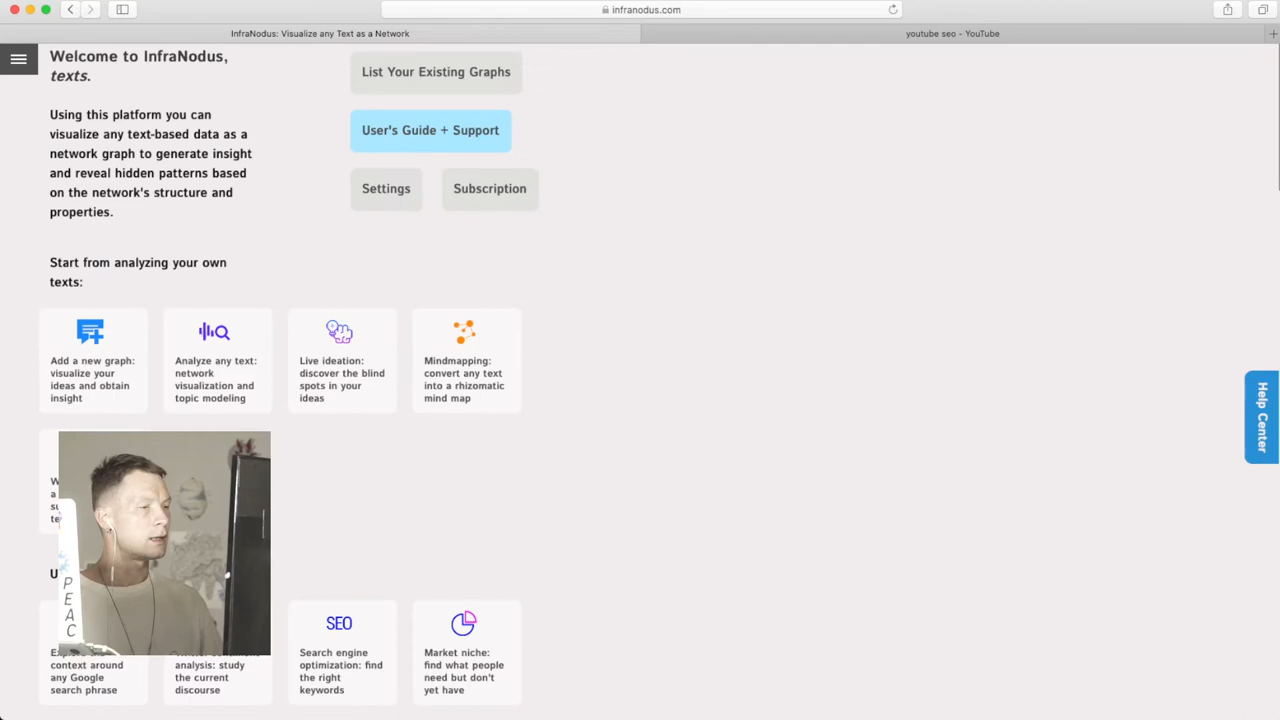 infranodus.com
InfraNodus: Visualize any Text as a Network
youtube seo - YouTube
Welcome to InfraNodus,
texts.
Using this platform you can
visualize any text-based data as a
network graph to generate insight
and reveal hidden patterns based
on the network's structure and
properties.
List Your Existing Graphs
User's Guide + Support
Settings
Subscription
Start from analyzing your own
texts:
Add a new graph:
visualize your
ideas and obtain
insight
Analyze any text:
network
visualization and
topic modeling
Live ideation:
discover the blind
spots in your
ideas
Mindmapping:
convert any text
into a rhizomatic
mind map
Help Center
PEAC
context around
any Google
search phrase
analysis: study
the current
discourse
SEO
Search engine
optimization: find
the right
keywords
Market niche:
find what people
need but don't
yet have